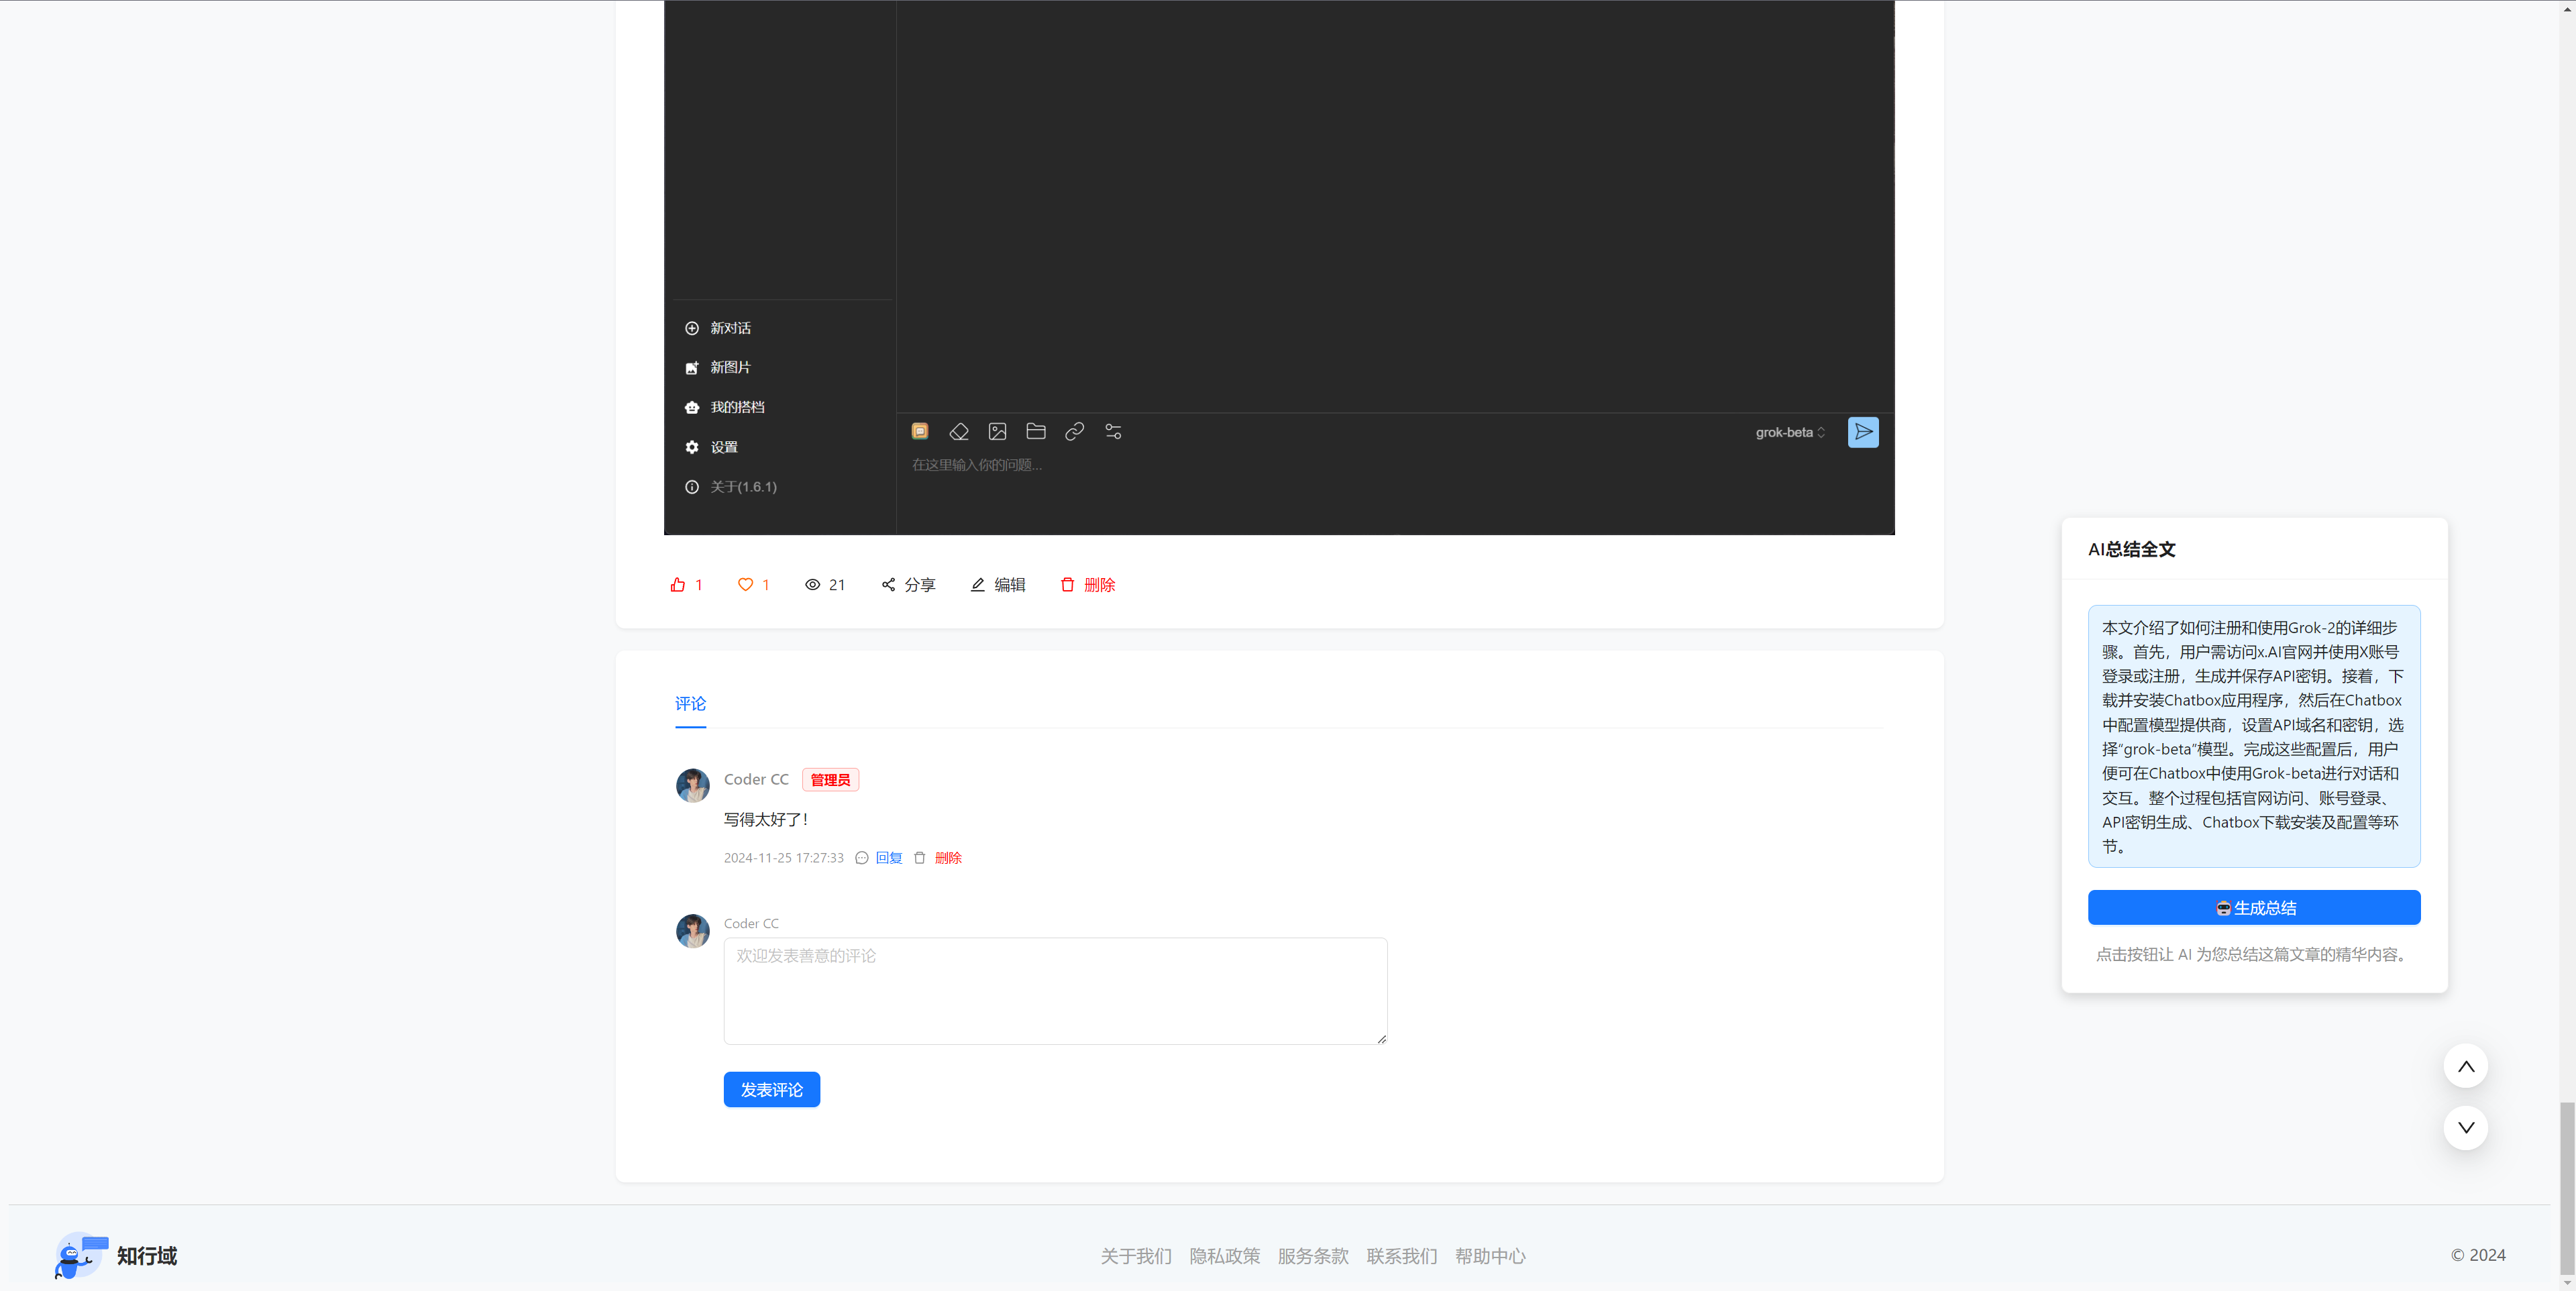 新对话
新图片
我的搭档
设置
关于(1.6.1)
grok-beta
在这里输入你的问题...
1
1
21
分享
编辑
删除
评论
Coder CC 管理员
写得太好了！
2024-11-25 17:27:33 回复 删除
Coder CC
欢迎发表善意的评论
发表评论
AI总结全文
本文介绍了如何注册和使用Grok-2的详细步
骤。首先，用户需访问x.AI官网并使用X账号
登录或注册，生成并保存API密钥。接着，下
载并安装Chatbox应用程序，然后在Chatbox
中配置模型提供商，设置API域名和密钥，选
择“grok-beta”模型。完成这些配置后，用户
便可在Chatbox中使用Grok-beta进行对话和
交互。整个过程包括官网访问、账号登录、
API密钥生成、Chatbox下载安装及配置等环
节。
生成总结
点击按钮让 AI 为您总结这篇文章的精华内容。
知行域
关于我们 隐私政策 服务条款 联系我们 帮助中心
© 2024